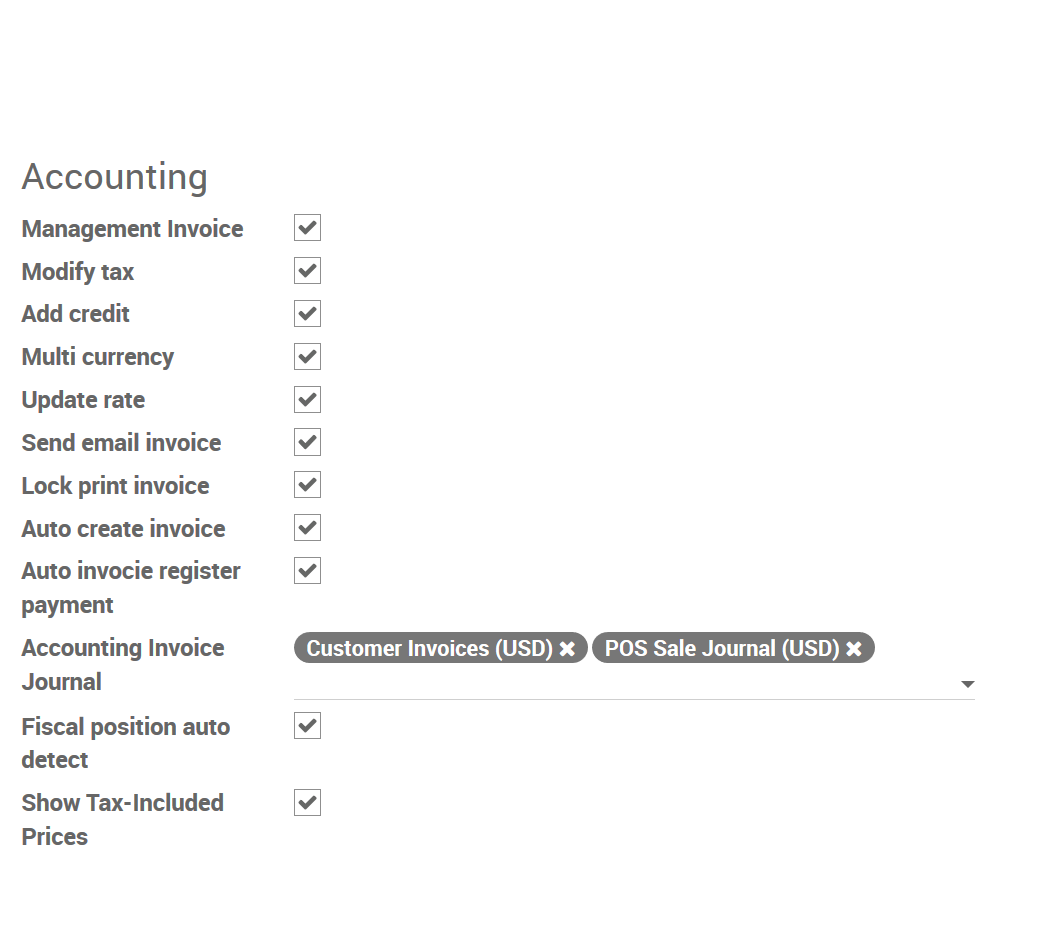 Accounting
Management Invoice
Modify tax
Add credit
Multi currency
Update rate
Send email invoice
Lock print invoice
Auto create invoice
Auto invocie register
payment
Accounting Invoice
Journal
Customer Invoices (USD) POS Sale Journal (USD)
Fiscal position auto
detect
Show Tax-Included
Prices